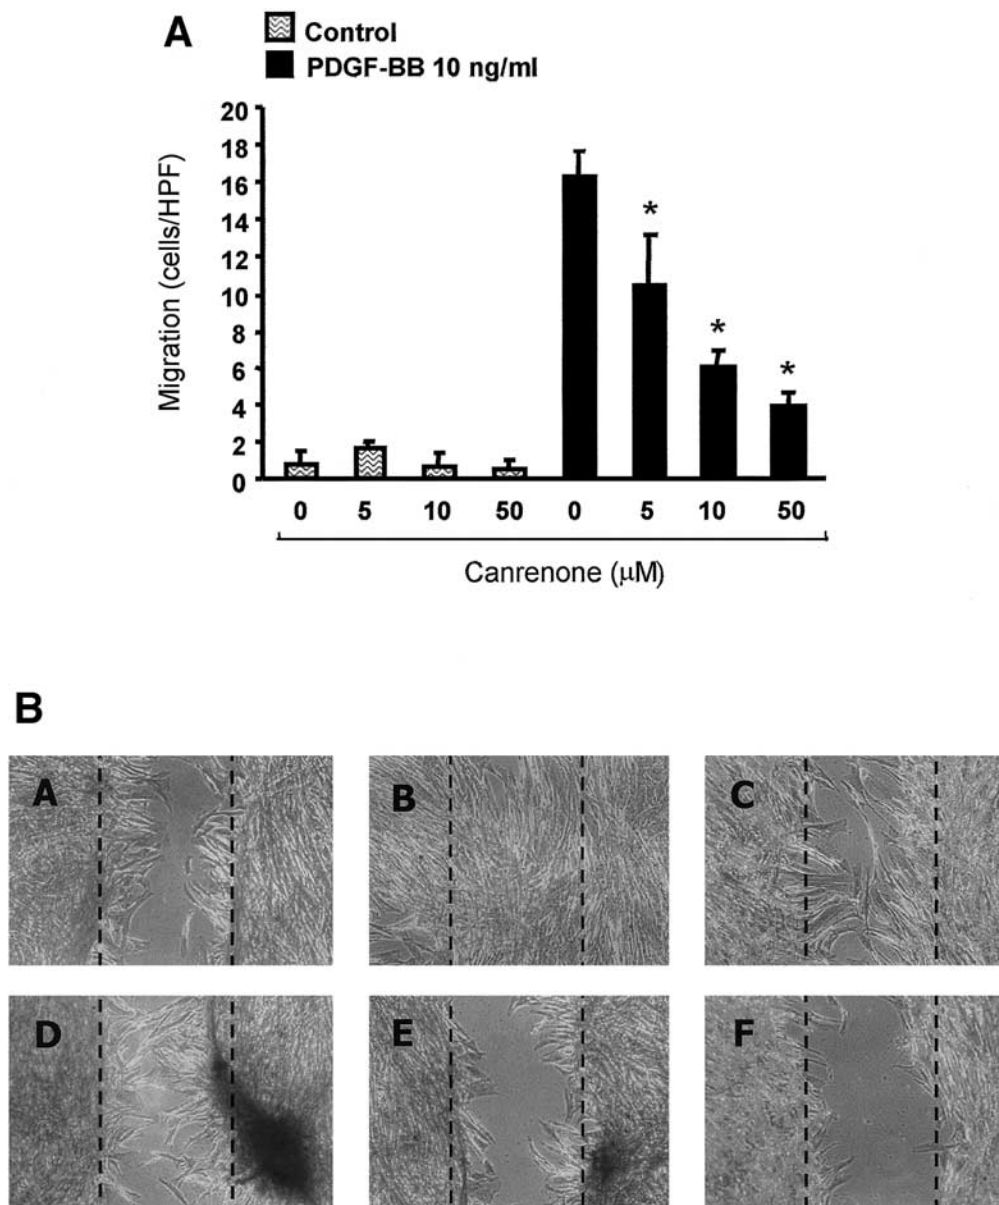 A
Control
PDGF-BB 10 ng/ml
Migration (cells/HPF)
20
18
16
14
12
10
8
6
4
2
0
*
*
*
0 5 10 50 0 5 10 50
Canrenone (μM)
B
A B C
D E F